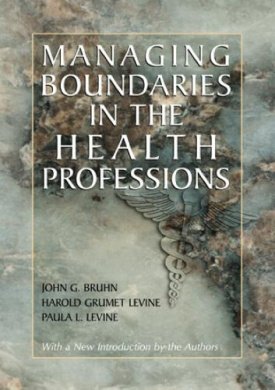 MANAGING
BOUNDARIES
IN THE
HEALTH
PROFESSIONS
JOHN G. BRUHN
HAROLD GRUMET LEVINE
PAULA L. LEVINE
With a New Introduction by the Authors